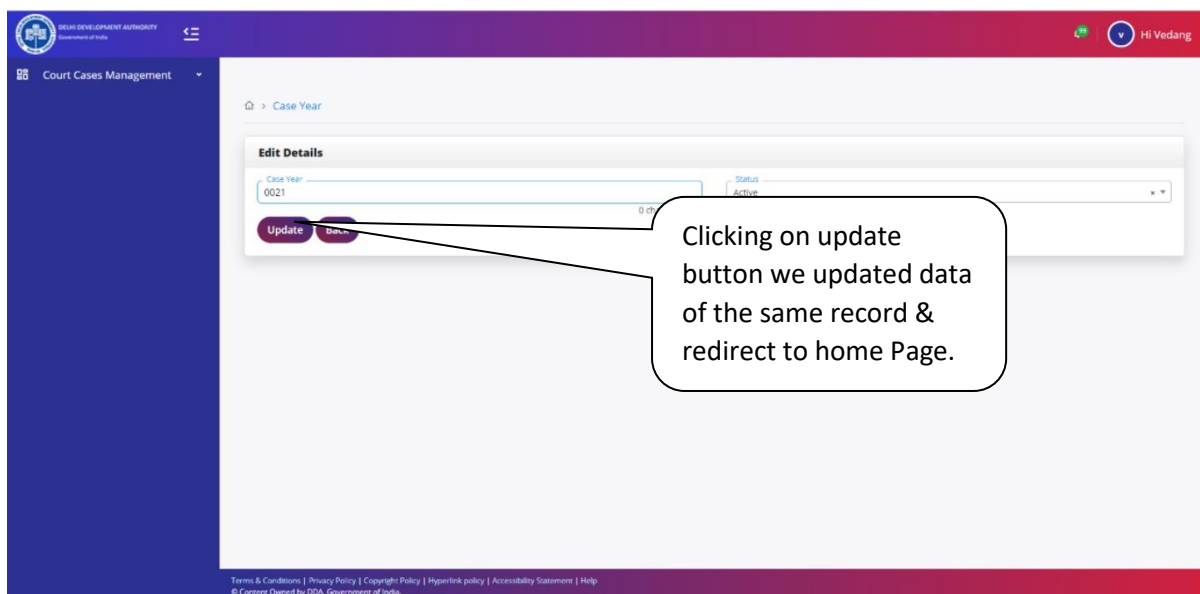 DELHI DEVELOPMENT AUTHORITY
Government of India
99
v
Hi Vedang
Court Cases Management
> Case Year
Edit Details
Case Year
0021
Status
Active
0 ch
Update
Back
Clicking on update
button we updated data
of the same record &
redirect to home Page.
Terms & Conditions | Privacy Policy | Copyright Policy | Hyperlink policy | Accessibility Statement | Help
© Content Owned by DDA, Government of India.